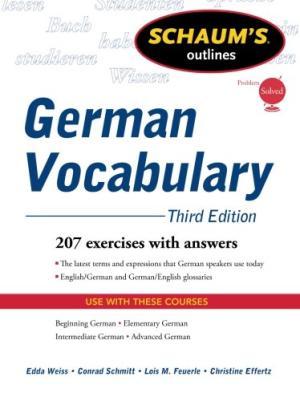 lesen
Studenten
Buch
studieren
Wissen
SCHAUM'S
outlines
Problem
Solved
German
Vocabulary
Third Edition
207 exercises with answers
• The latest terms and expressions that German speakers use today
• English/German and German/English glossaries
USE WITH THESE COURSES
Beginning German • Elementary German
Intermediate German • Advanced German
Edda Weiss • Conrad Schmitt • Lois M. Feuerle • Christine Effertz